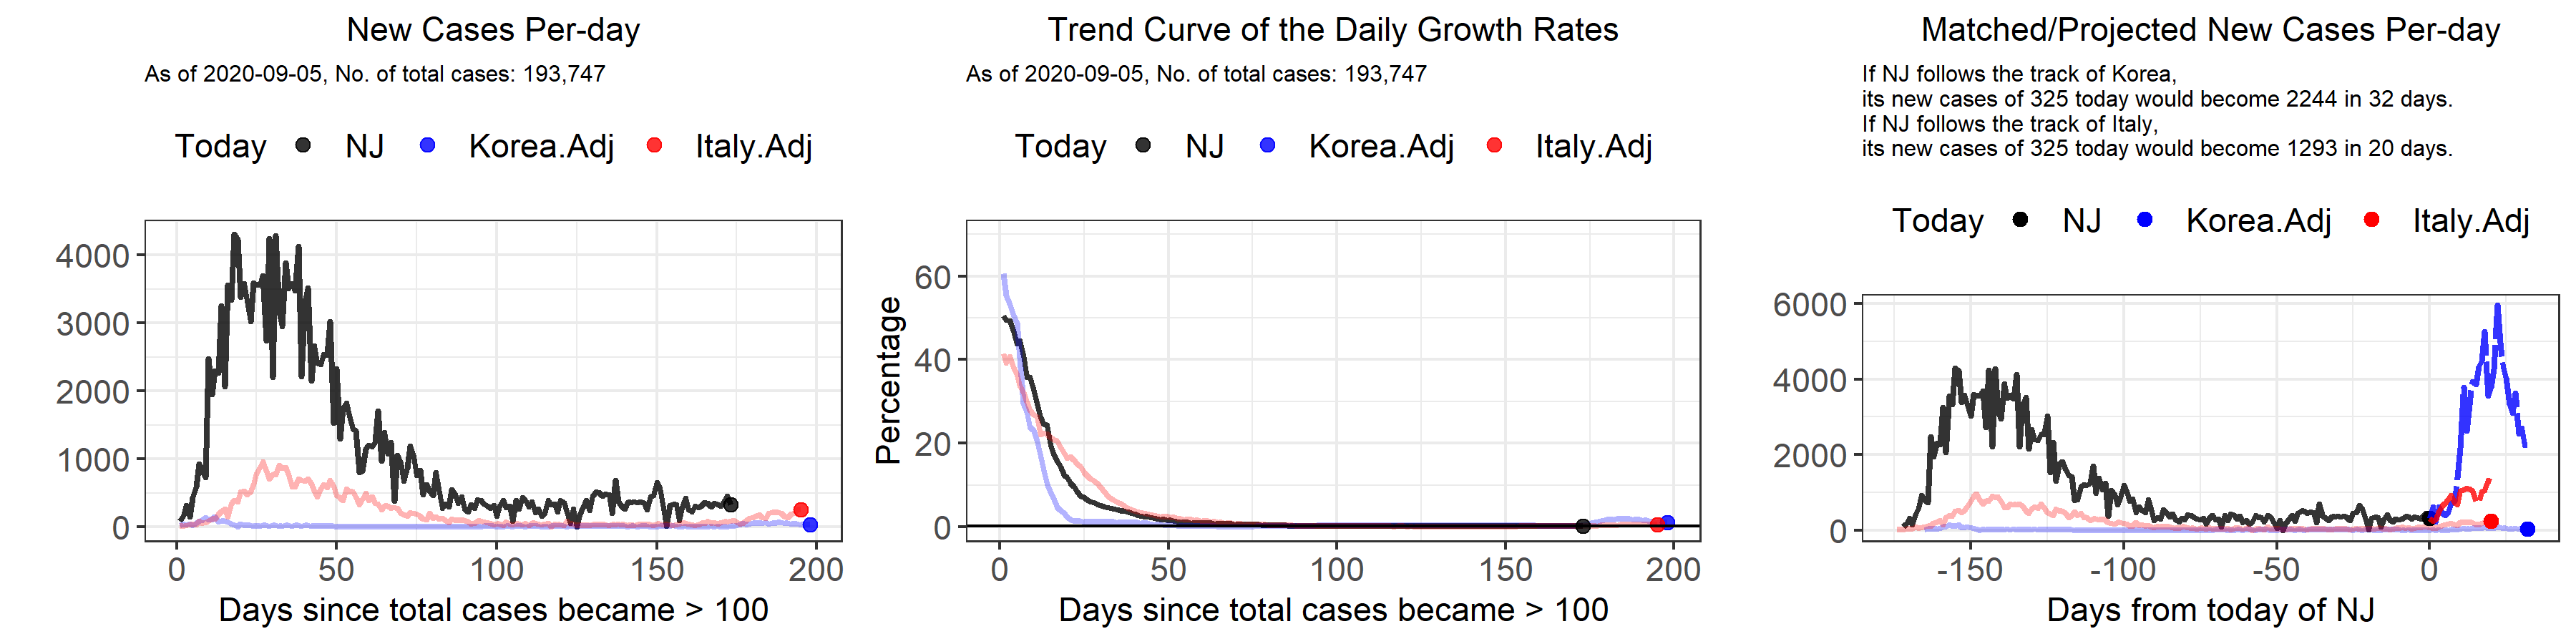 New Cases Per-day
As of 2020-09-05, No. of total cases: 193,747
Today NJ Korea.Adj Italy.Adj
4000
3000
2000
1000
0
0 50 100 150 200
Days since total cases became > 100
Trend Curve of the Daily Growth Rates
As of 2020-09-05, No. of total cases: 193,747
Today NJ Korea.Adj Italy.Adj
Percentage
60
40
20
0
0 50 100 150 200
Days since total cases became > 100
Matched/Projected New Cases Per-day
If NJ follows the track of Korea,
its new cases of 325 today would become 2244 in 32 days.
If NJ follows the track of Italy,
its new cases of 325 today would become 1293 in 20 days.
Today NJ Korea.Adj Italy.Adj
6000
4000
2000
0
-150 -100 -50 0
Days from today of NJ